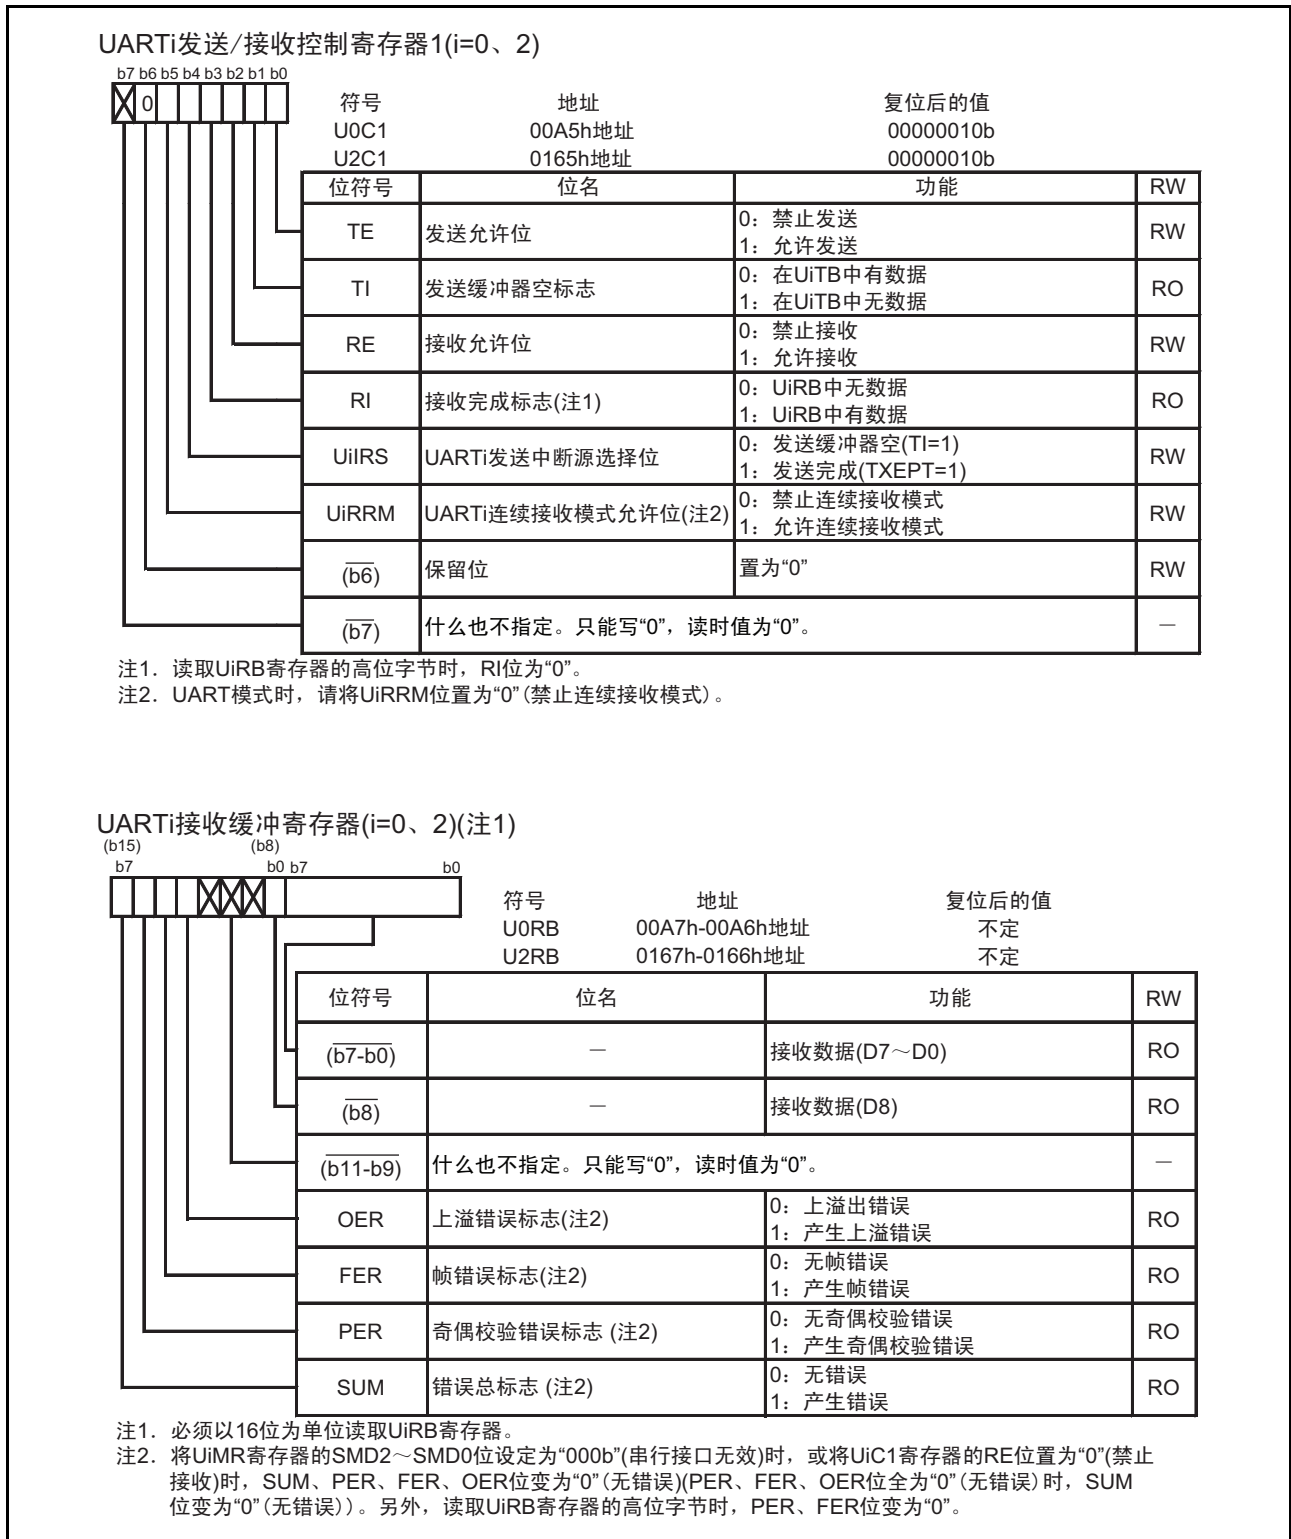 UARTi发送/接收控制寄存器1(i=0、2)
b7 b6 b5 b4 b3 b2 b1 b0
0
符号 地址 复位后的值
U0C1 00A5h地址 00000010b
U2C1 0165h地址 00000010b
位符号 位名 功能 RW
TE 发送允许位 0：禁止发送 RW
1：允许发送
TI 发送缓冲器空标志 0：在UiTB中有数据 RO
1：在UiTB中无数据
RE 接收允许位 0：禁止接收 RW
1：允许接收
RI 接收完成标志(注1) 0：UiRB中无数据 RO
1：UiRB中有数据
UiIRS UARTi发送中断源选择位 0：发送缓冲器空(TI=1) RW
1：发送完成(TXEPT=1)
UiRRM UARTi连续接收模式允许位(注2) 0：禁止连续接收模式 RW
1：允许连续接收模式
—
(b6) 保留位 置为“0” RW
—
(b7) 什么也不指定。只能写“0”，读时值为“0”。 —
注1．读取UiRB寄存器的高位字节时，RI位为“0”。
注2．UART模式时，请将UiRRM位置为“0”(禁止连续接收模式)。
UARTi接收缓冲寄存器(i=0、2)(注1)
(b15) (b8)
b7 b0 b7 b0
符号 地址 复位后的值
U0RB 00A7h-00A6h地址 不定
U2RB 0167h-0166h地址 不定
位符号 位名 功能 RW
—
(b7-b0) — 接收数据(D7～D0) RO
—
(b8) — 接收数据(D8) RO
—
(b11-b9) 什么也不指定。只能写“0”，读时值为“0”。 —
OER 上溢错误标志(注2) 0：上溢出错误 RO
1：产生上溢错误
FER 帧错误标志(注2) 0：无帧错误 RO
1：产生帧错误
PER 奇偶校验错误标志 (注2) 0：无奇偶校验错误 RO
1：产生奇偶校验错误
SUM 错误总标志 (注2) 0：无错误 RO
1：产生错误
注1．必须以16位为单位读取UiRB寄存器。
注2．将UiMR寄存器的SMD2～SMD0位设定为“000b”(串行接口无效)时，或将UiC1寄存器的RE位置为“0”(禁止
接收)时，SUM、PER、FER、OER位变为“0”(无错误)(PER、FER、OER位全为“0”(无错误)时，SUM
位变为“0”(无错误))。另外，读取UiRB寄存器的高位字节时，PER、FER位变为“0”。